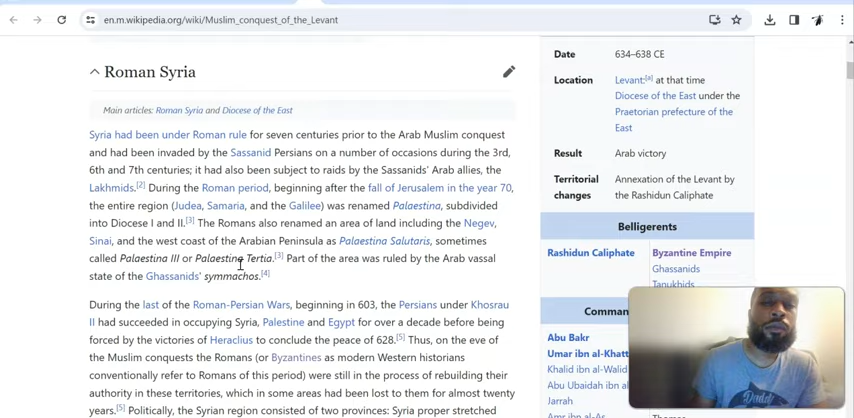 en.m.wikipedia.org/wiki/Muslim_conquest_of_the_Levant
Roman Syria
Main articles: Roman Syria and Diocese of the East
Syria had been under Roman rule for seven centuries prior to the Arab Muslim conquest
and had been invaded by the Sassanid Persians on a number of occasions during the 3rd,
6th and 7th centuries; it had also been subject to raids by the Sassanids' Arab allies, the
Lakhmids.[2] During the Roman period, beginning after the fall of Jerusalem in the year 70,
the entire region (Judea, Samaria, and the Galilee) was renamed Palaestina, subdivided
into Diocese I and II.[3] The Romans also renamed an area of land including the Negev,
Sinai, and the west coast of the Arabian Peninsula as Palaestina Salutaris, sometimes
called Palaestina III or Palaestina Tertia.[3] Part of the area was ruled by the Arab vassal
state of the Ghassanids' symmachos.[4]
During the last of the Roman-Persian Wars, beginning in 603, the Persians under Khosrau
II had succeeded in occupying Syria, Palestine and Egypt for over a decade before being
forced by the victories of Heraclius to conclude the peace of 628.[5] Thus, on the eve of
the Muslim conquests the Romans (or Byzantines as modern Western historians
conventionally refer to Romans of this period) were still in the process of rebuilding their
authority in these territories, which in some areas had been lost to them for almost twenty
years.[5] Politically, the Syrian region consisted of two provinces: Syria proper stretched
Date 634–638 CE
Location Levant;[a] at that time
Diocese of the East under the
Praetorian prefecture of the
East
Result Arab victory
Territorial Annexation of the Levant by
changes the Rashidun Caliphate
Belligerents
Rashidun Caliphate Byzantine Empire
Ghassanids
Tanukhids
Comman
Abu Bakr
Umar ibn al-Khatt
Khalid ibn al-Walid
Abu Ubaidah ibn al
Jarrah
Amr ibn al-As
Daddy